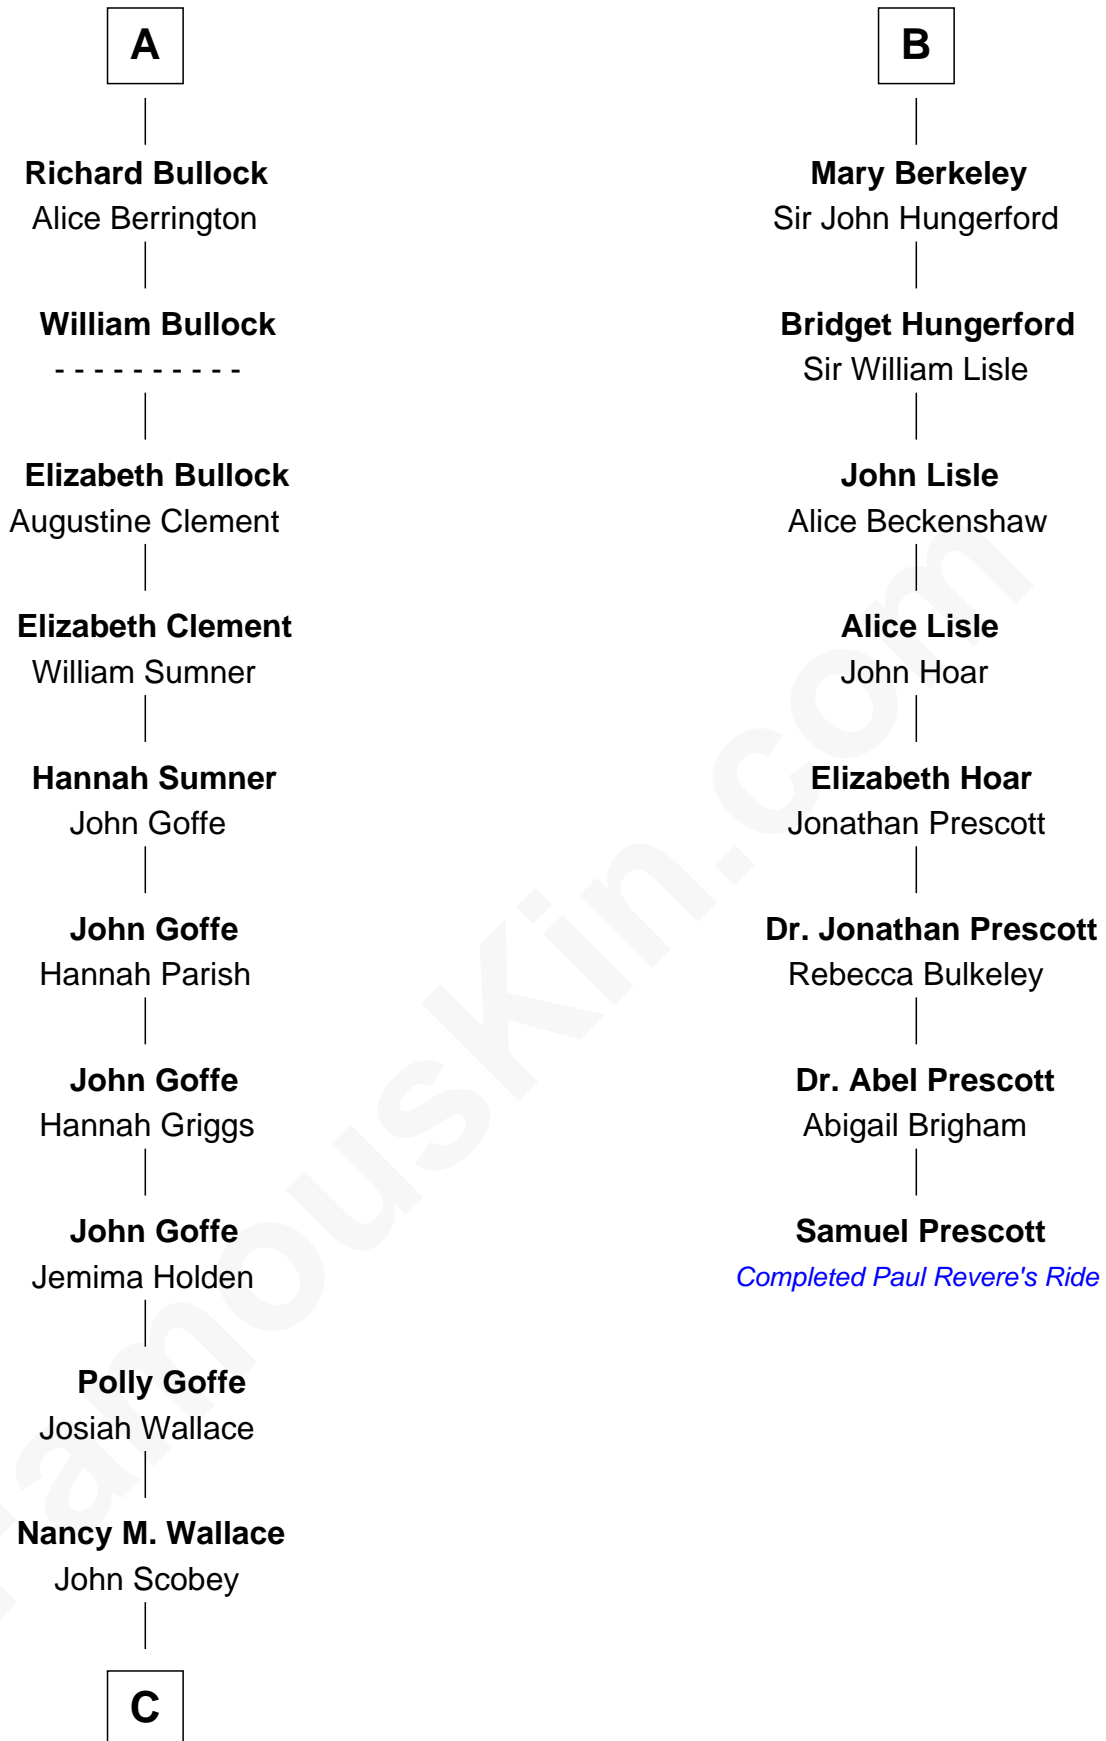 A
Richard Bullock
Alice Berrington
William Bullock
- - - - - - - - - -
Elizabeth Bullock
Augustine Clement
Elizabeth Clement
William Sumner
Hannah Sumner
John Goffe
John Goffe
Hannah Parish
John Goffe
Hannah Griggs
John Goffe
Jemima Holden
Polly Goffe
Josiah Wallace
Nancy M. Wallace
John Scobey
C
B
Mary Berkeley
Sir John Hungerford
Bridget Hungerford
Sir William Lisle
John Lisle
Alice Beckenshaw
Alice Lisle
John Hoar
Elizabeth Hoar
Jonathan Prescott
Dr. Jonathan Prescott
Rebecca Bulkeley
Dr. Abel Prescott
Abigail Brigham
Samuel Prescott
Completed Paul Revere's Ride
FamousKin.com